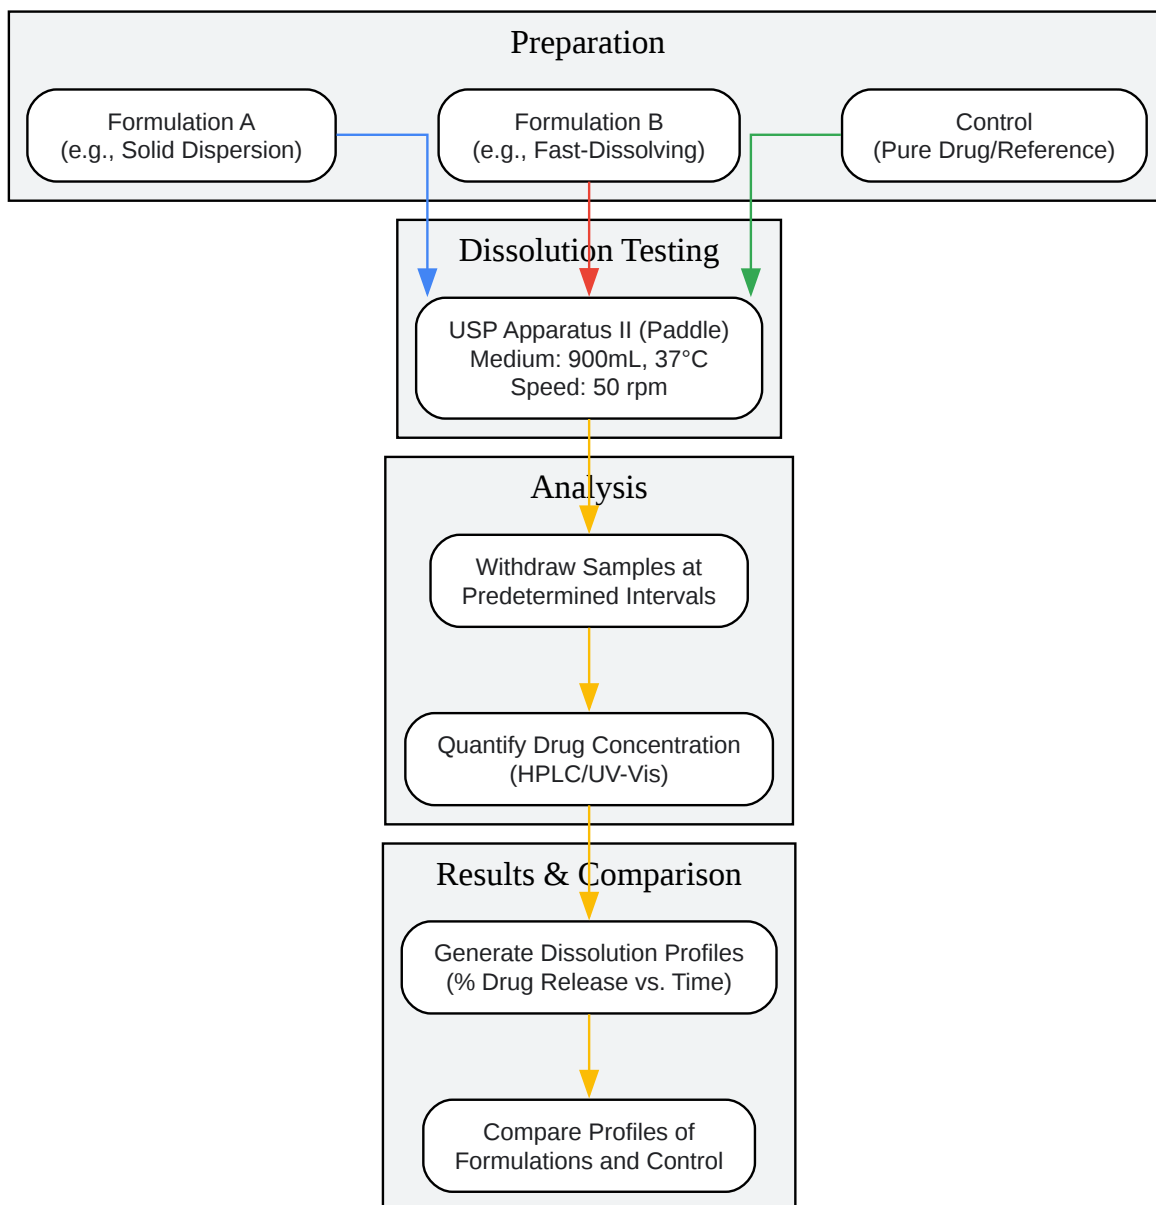 Preparation
Formulation A
(e.g., Solid Dispersion)
Formulation B
(e.g., Fast-Dissolving)
Control
(Pure Drug/Reference)
Dissolution Testing
USP Apparatus II (Paddle)
Medium: 900mL, 37°C
Speed: 50 rpm
Analysis
Withdraw Samples at
Predetermined Intervals
Quantify Drug Concentration
(HPLC/UV-Vis)
Results & Comparison
Generate Dissolution Profiles
(% Drug Release vs. Time)
Compare Profiles of
Formulations and Control